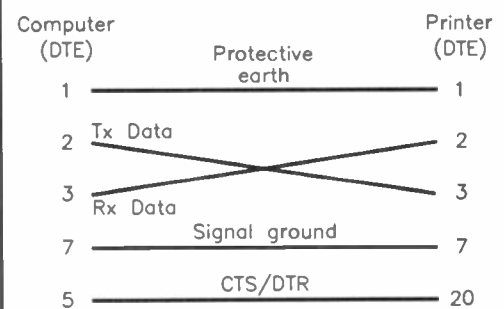 Computer Printer
(DTE) (DTE)
Protective
earth
1 1
2 Tx Data 2
3 Rx Data 3
7 Signal ground 7
5 CTS/DTR 20